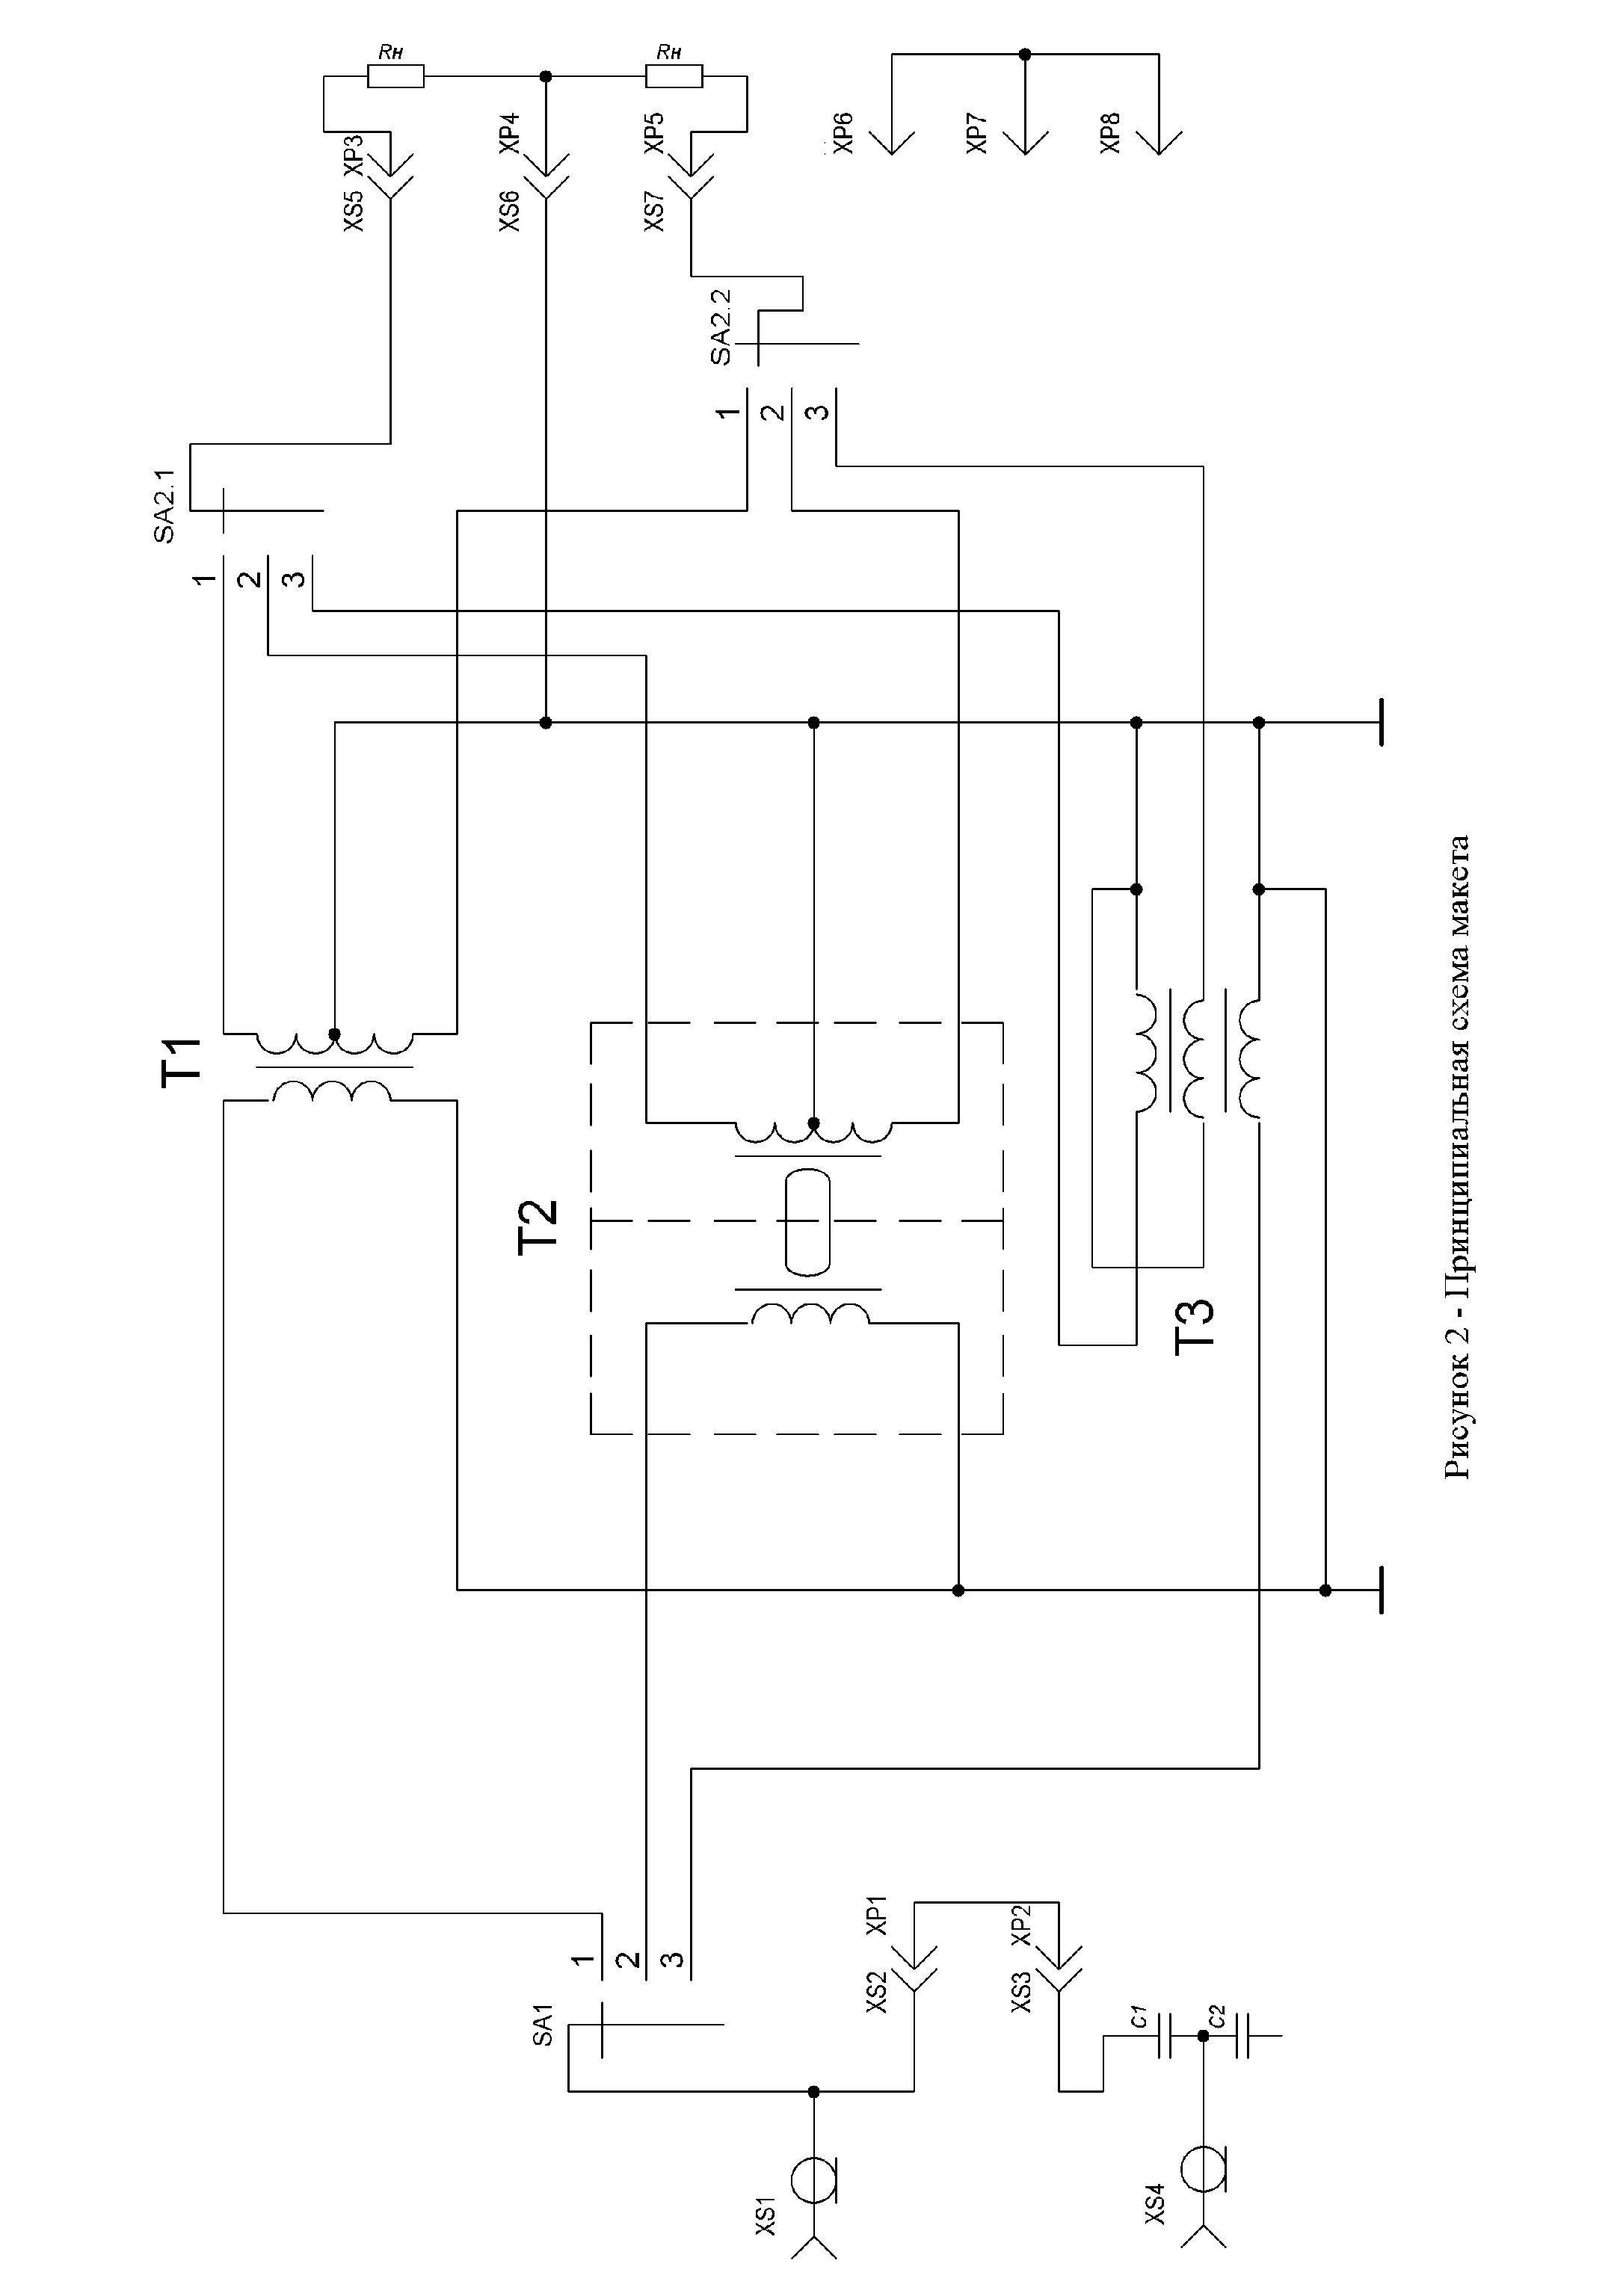 Rн
Rн
XP3
XP4
XP5
XP6
XP7
XP8
XS5
XS6
XS7
SA2.2
1
2
3
SA2.1
1
2
3
T1
T2
T3
1
2
3
SA1
XP1
XP2
XS2
XS3
C1
C2
XS1
XS4
Рисунок 2 - Принципиальная схема макета